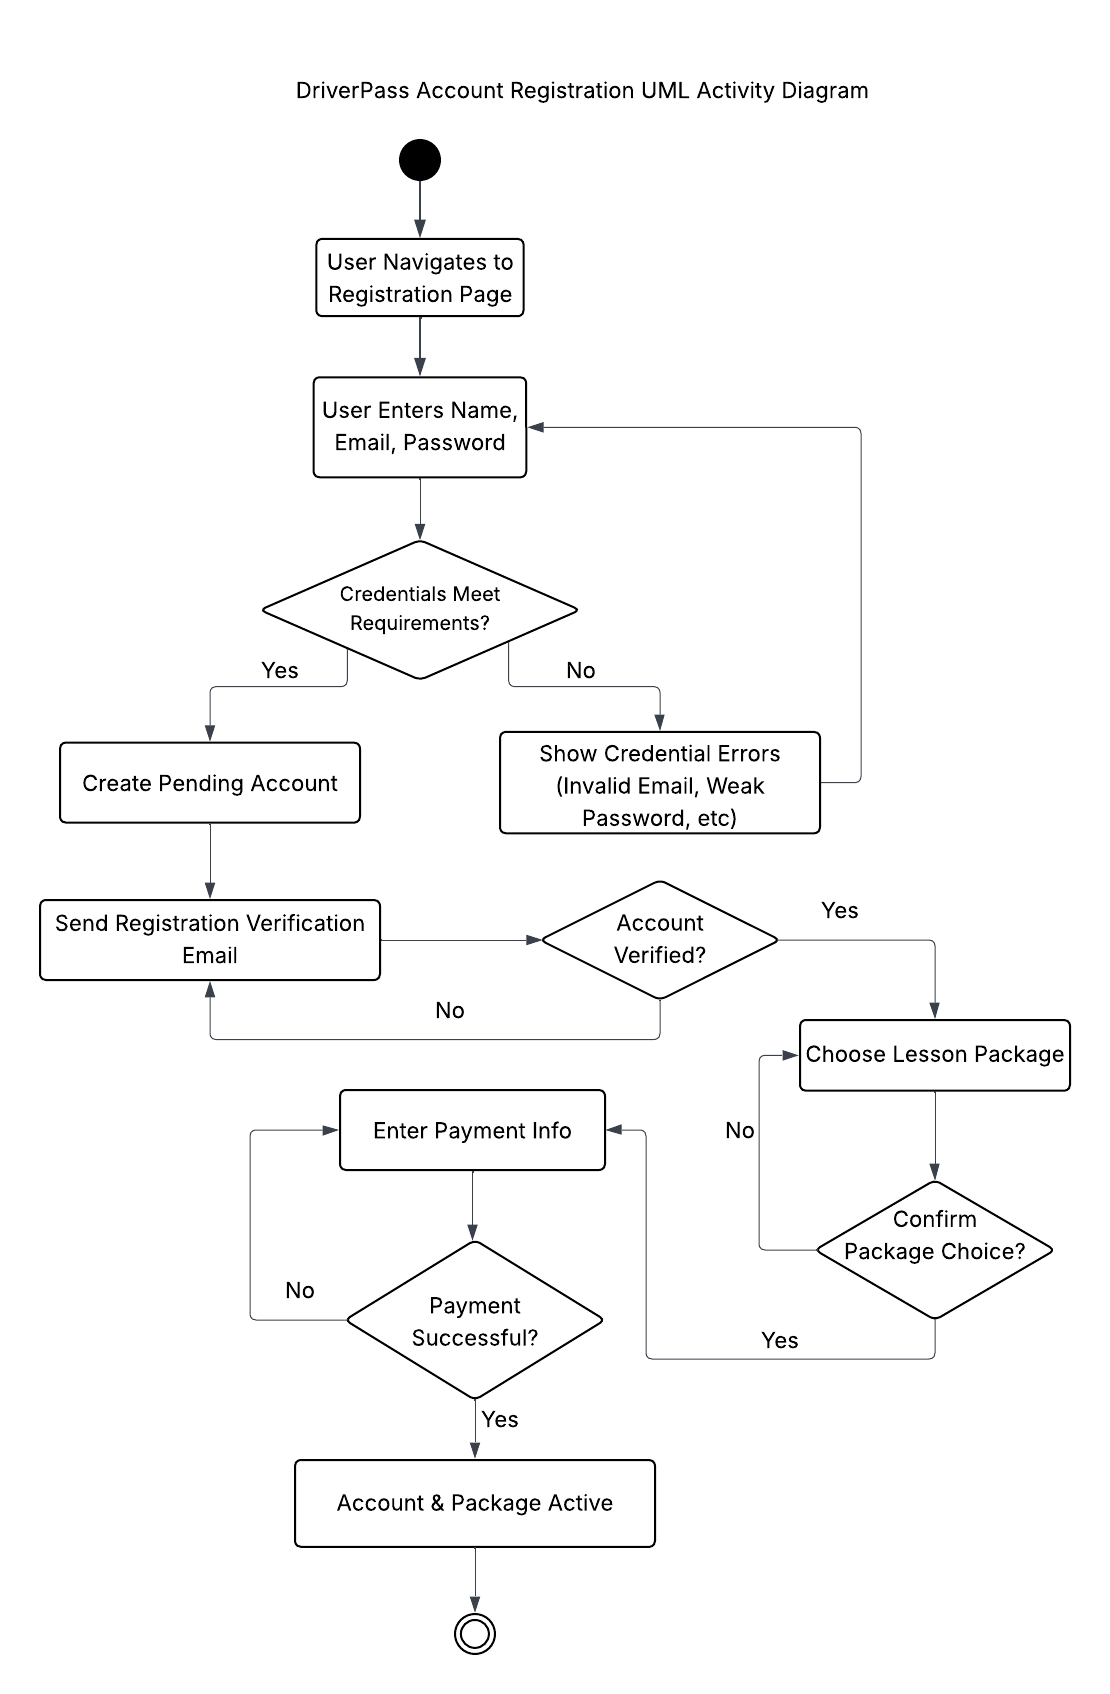 DriverPass Account Registration UML Activity Diagram
User Navigates to
Registration Page
User Enters Name,
Email, Password
Credentials Meet
Requirements?
Yes
No
Create Pending Account
Show Credential Errors
(Invalid Email, Weak
Password, etc)
Send Registration Verification
Email
Account
Verified?
Yes
No
Choose Lesson Package
No
Confirm
Package Choice?
Yes
Enter Payment Info
No
Payment
Successful?
Yes
Account & Package Active